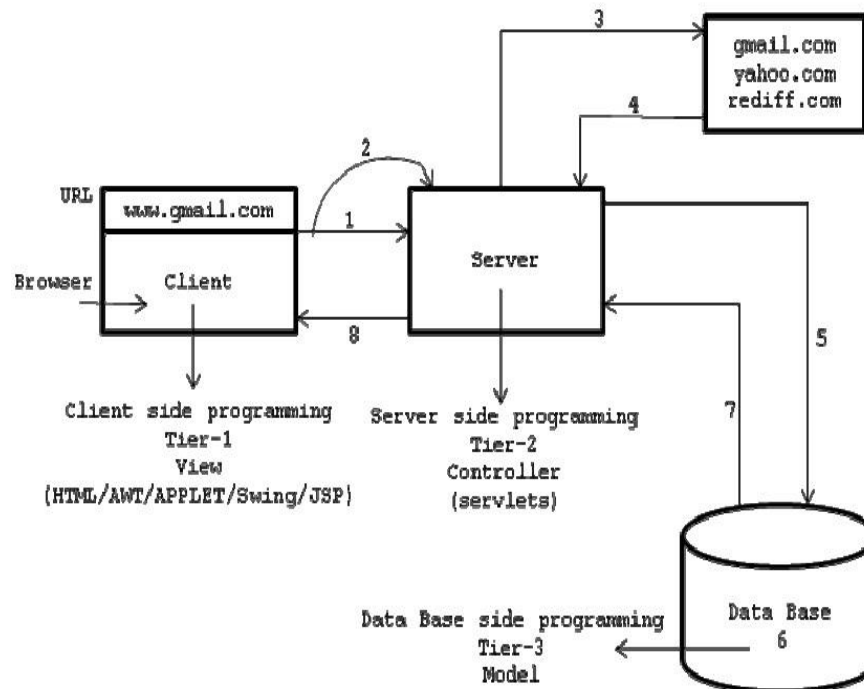 3
gmail.com
yahoo.com
rediff.com
4
2
URL
www.gmail.com
1
Server
Browser
Client
8
5
7
Client side programming
Tier-1
View
(HTML/AWT/APPLET/Swing/JSP)
Server side programming
Tier-2
Controller
(servlets)
Data Base side programming
Tier-3
Model
Data Base
6